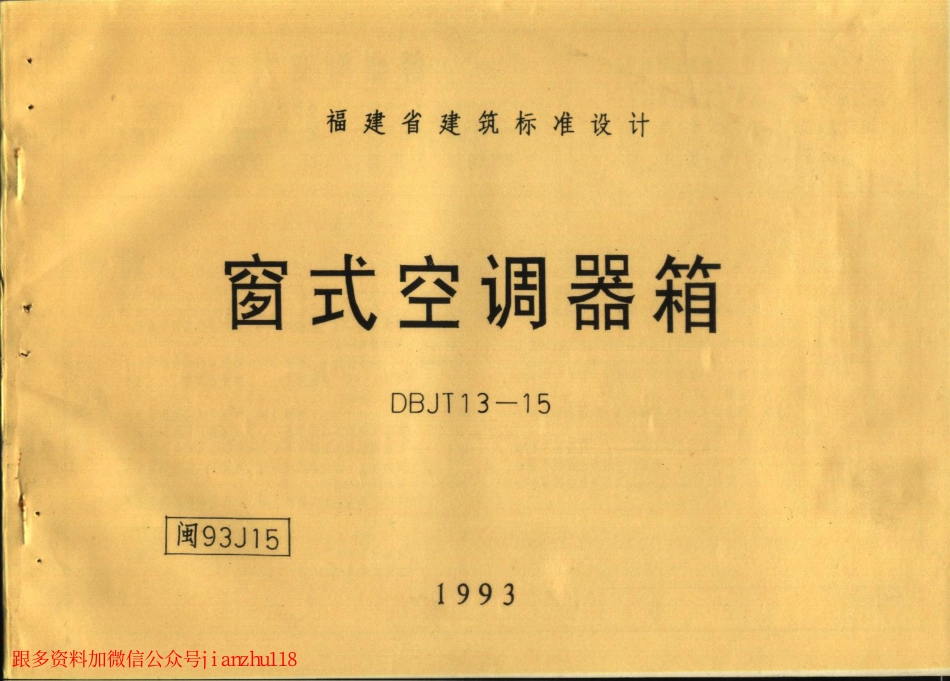 福建省建筑标准设计
窗式空调器箱
DBJT13—15
闽93J15
1993
跟多资料加微信公众号jianzhu118